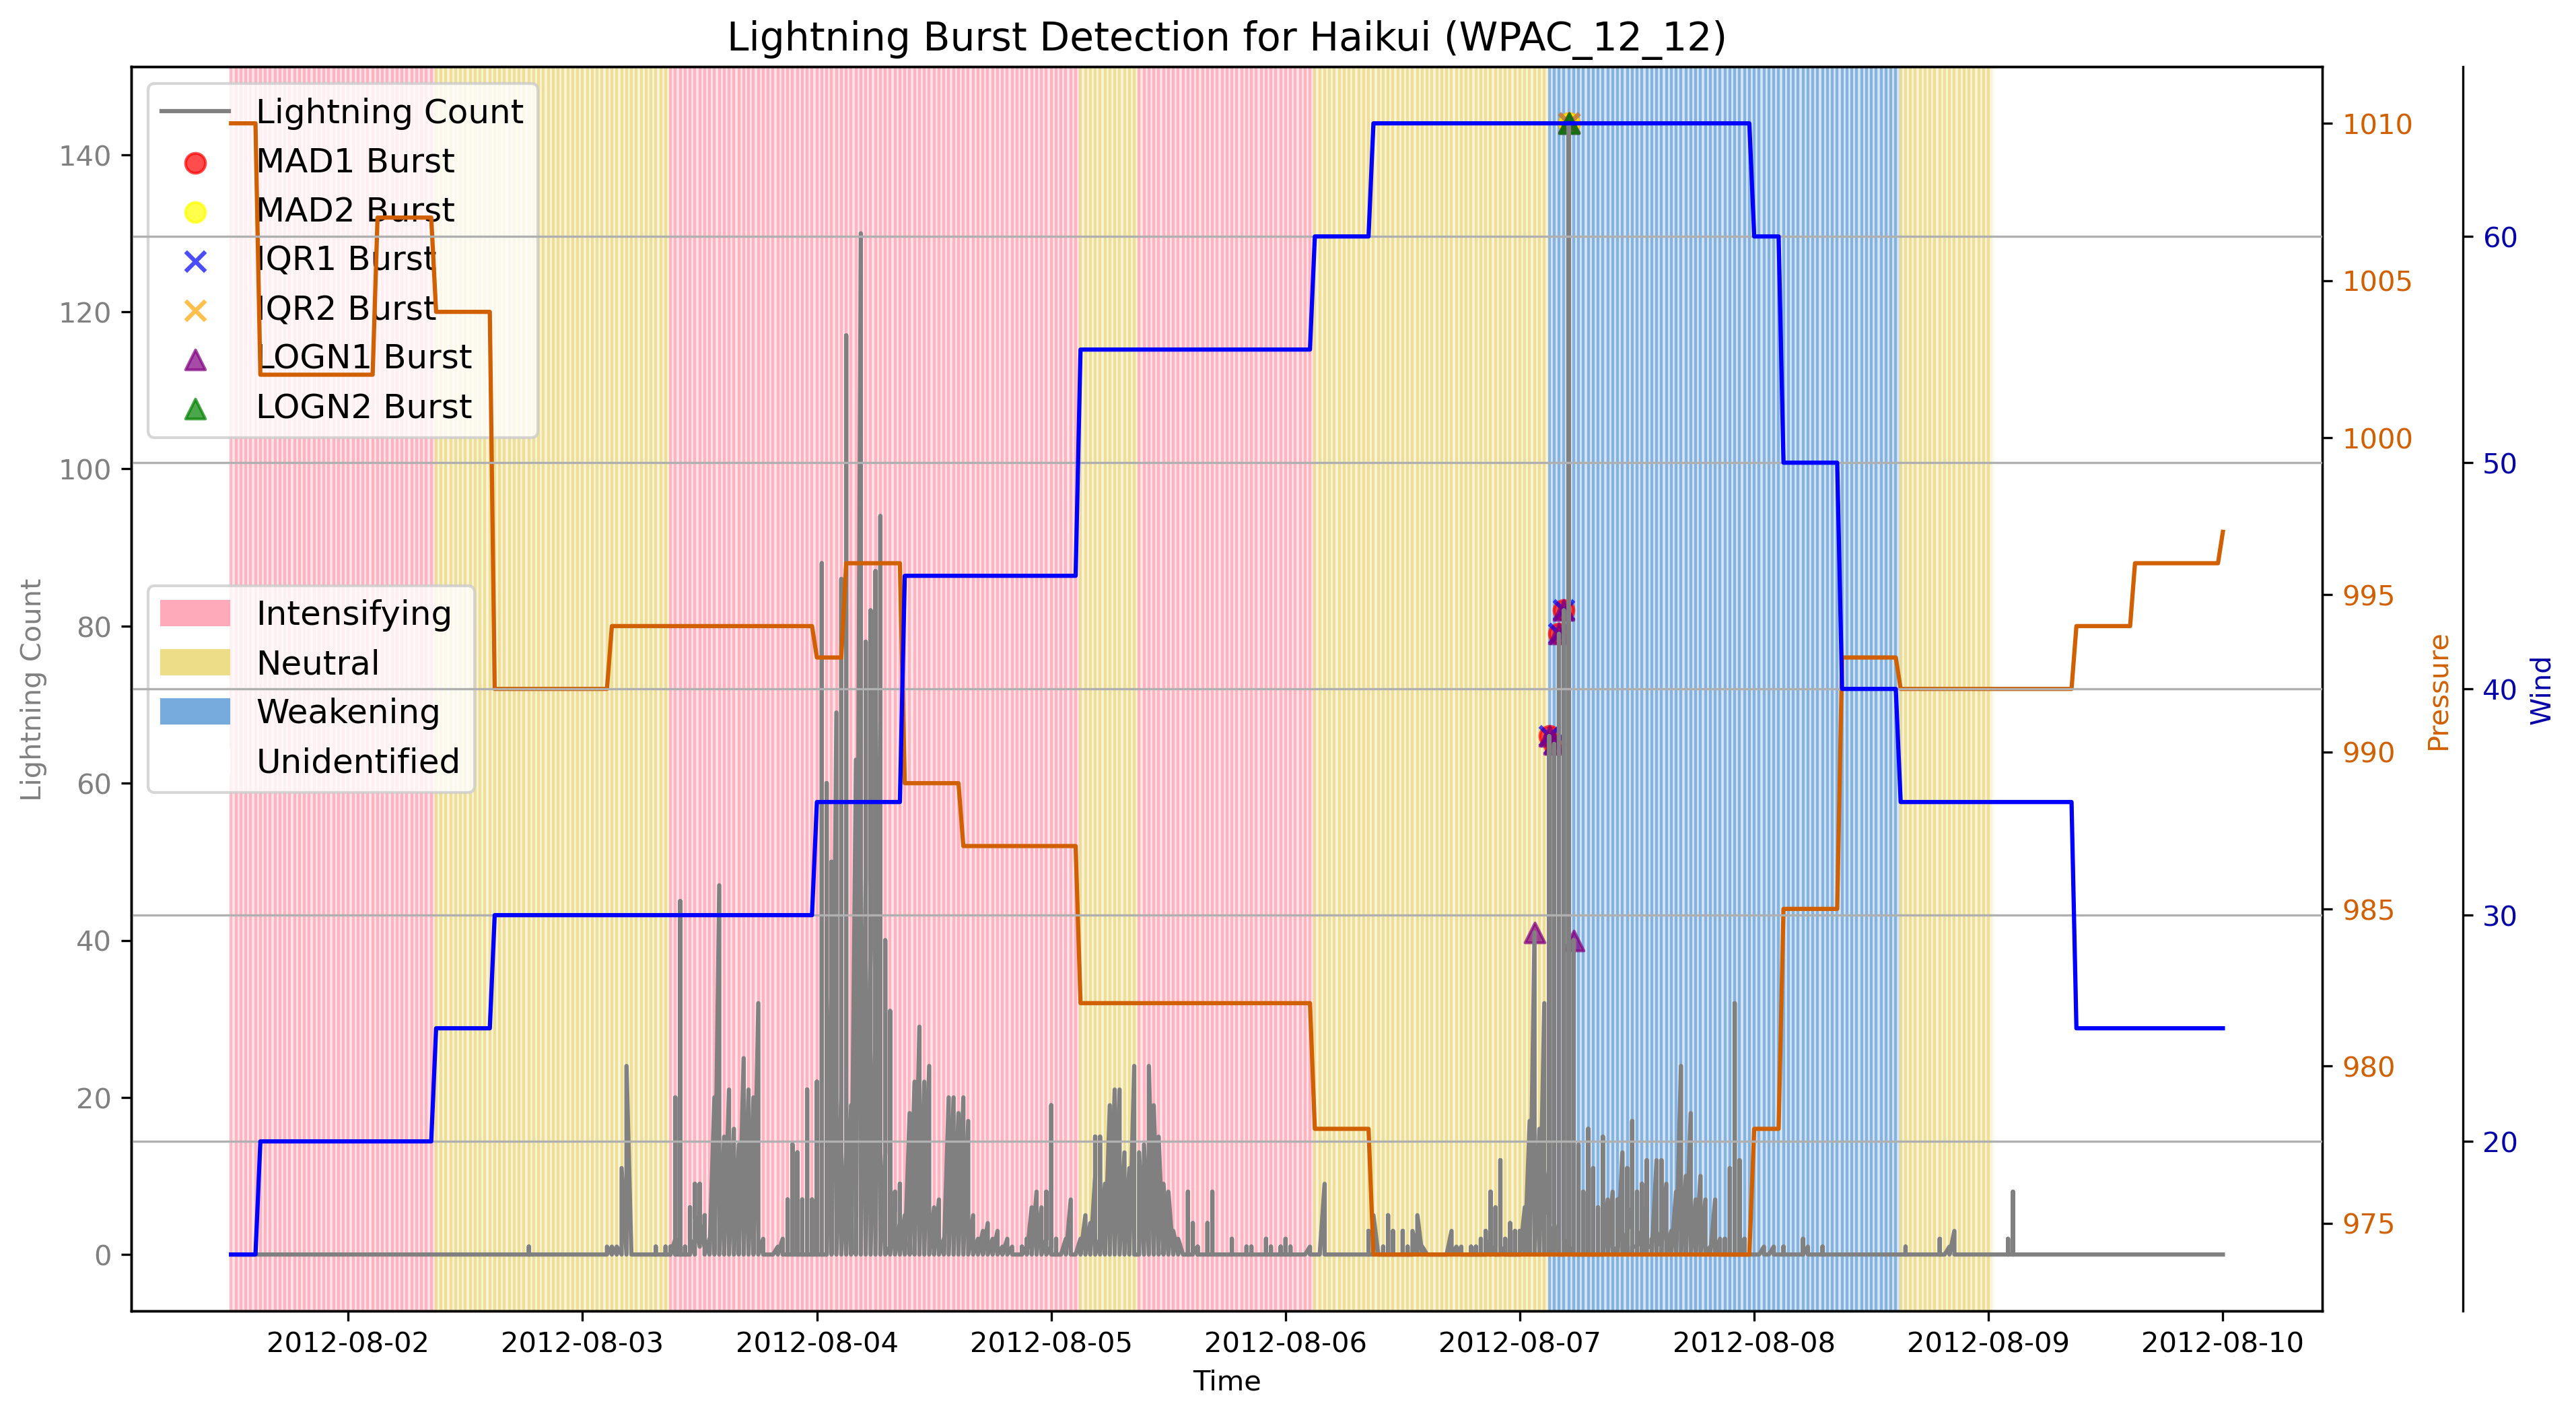 Lightning Burst Detection for Haikui (WPAC_12_12)
Lightning Count
MAD1 Burst
MAD2 Burst
IQR1 Burst
IQR2 Burst
LOGN1 Burst
LOGN2 Burst
Intensifying
Neutral
Weakening
Unidentified
Lightning Count
140
120
100
80
60
40
20
0
1010
1005
1000
995
990
985
980
975
Pressure
60
50
40
30
20
Wind
2012-08-02
2012-08-03
2012-08-04
2012-08-05
2012-08-06
2012-08-07
2012-08-08
2012-08-09
2012-08-10
Time